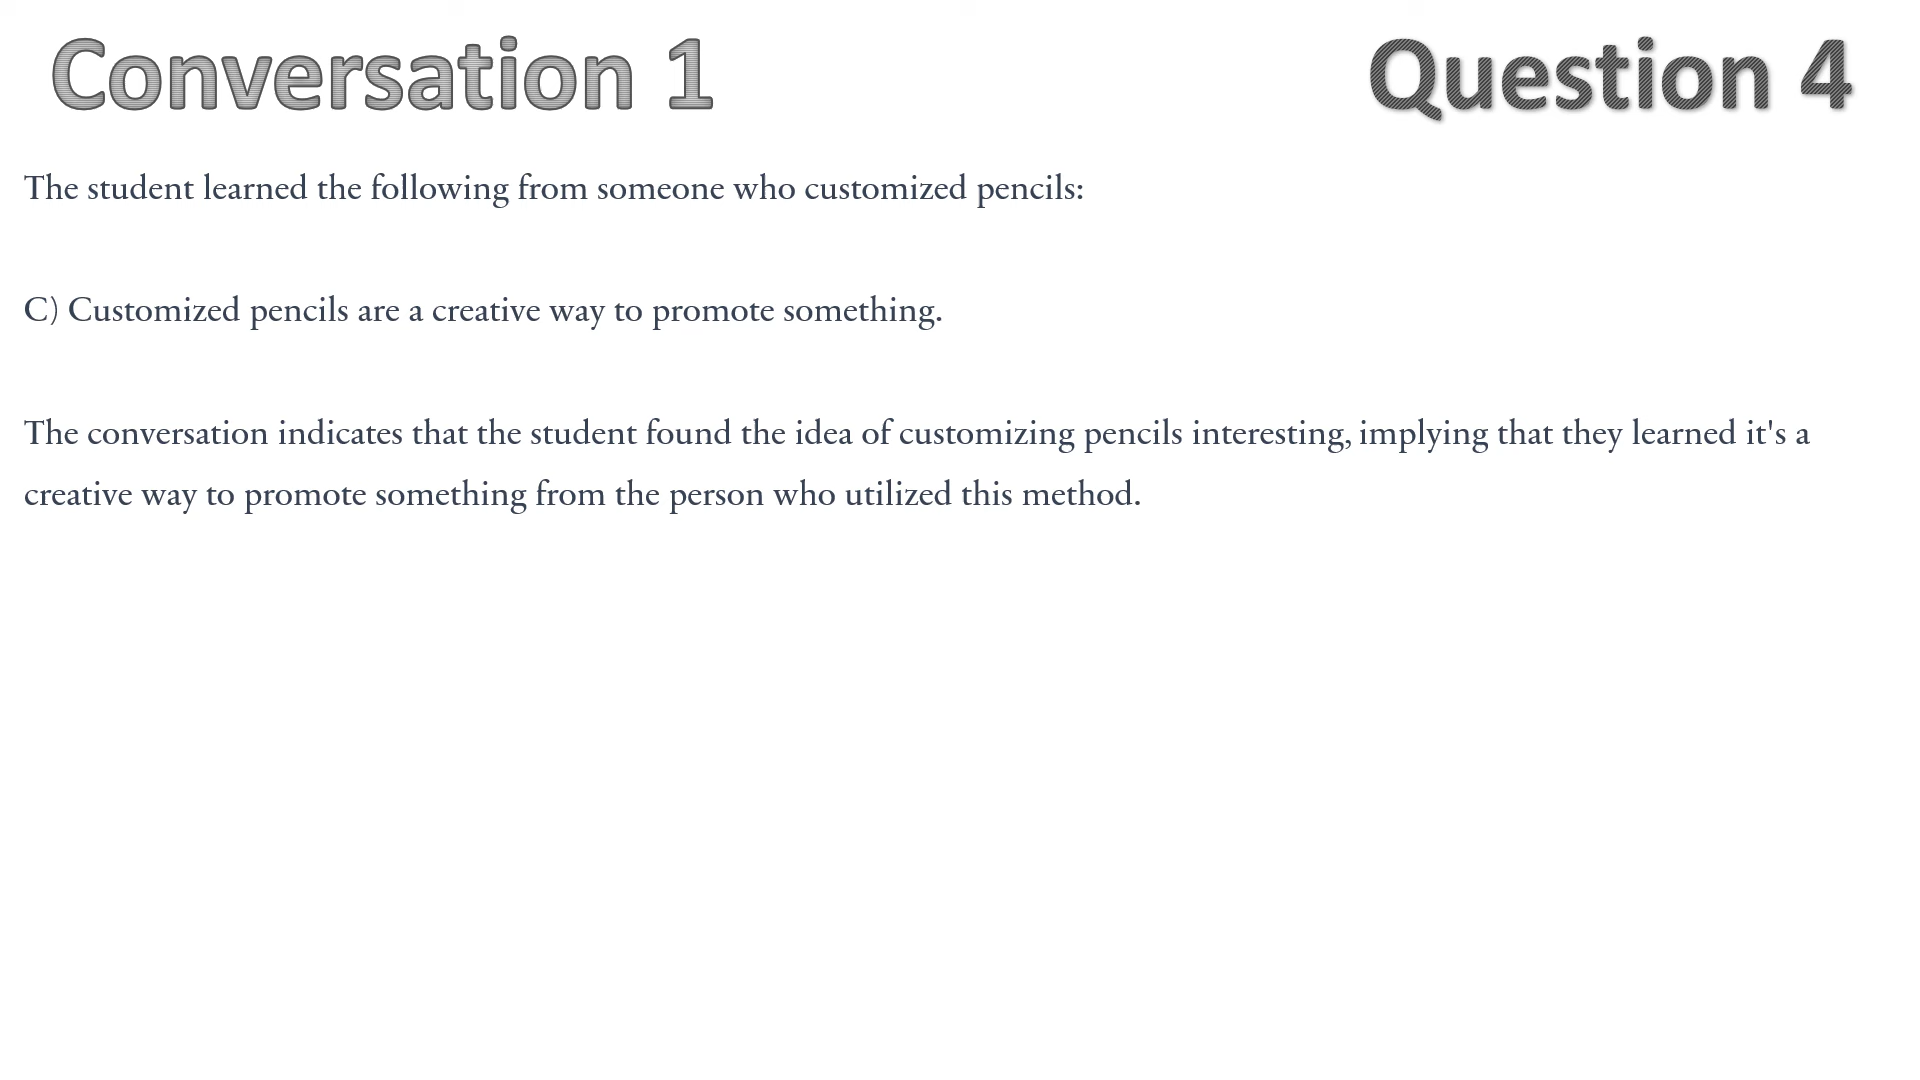 Conversation 1
Question 4
The student learned the following from someone who customized pencils:
C) Customized pencils are a creative way to promote something.
The conversation indicates that the student found the idea of customizing pencils interesting, implying that they learned it's a
creative way to promote something from the person who utilized this method.